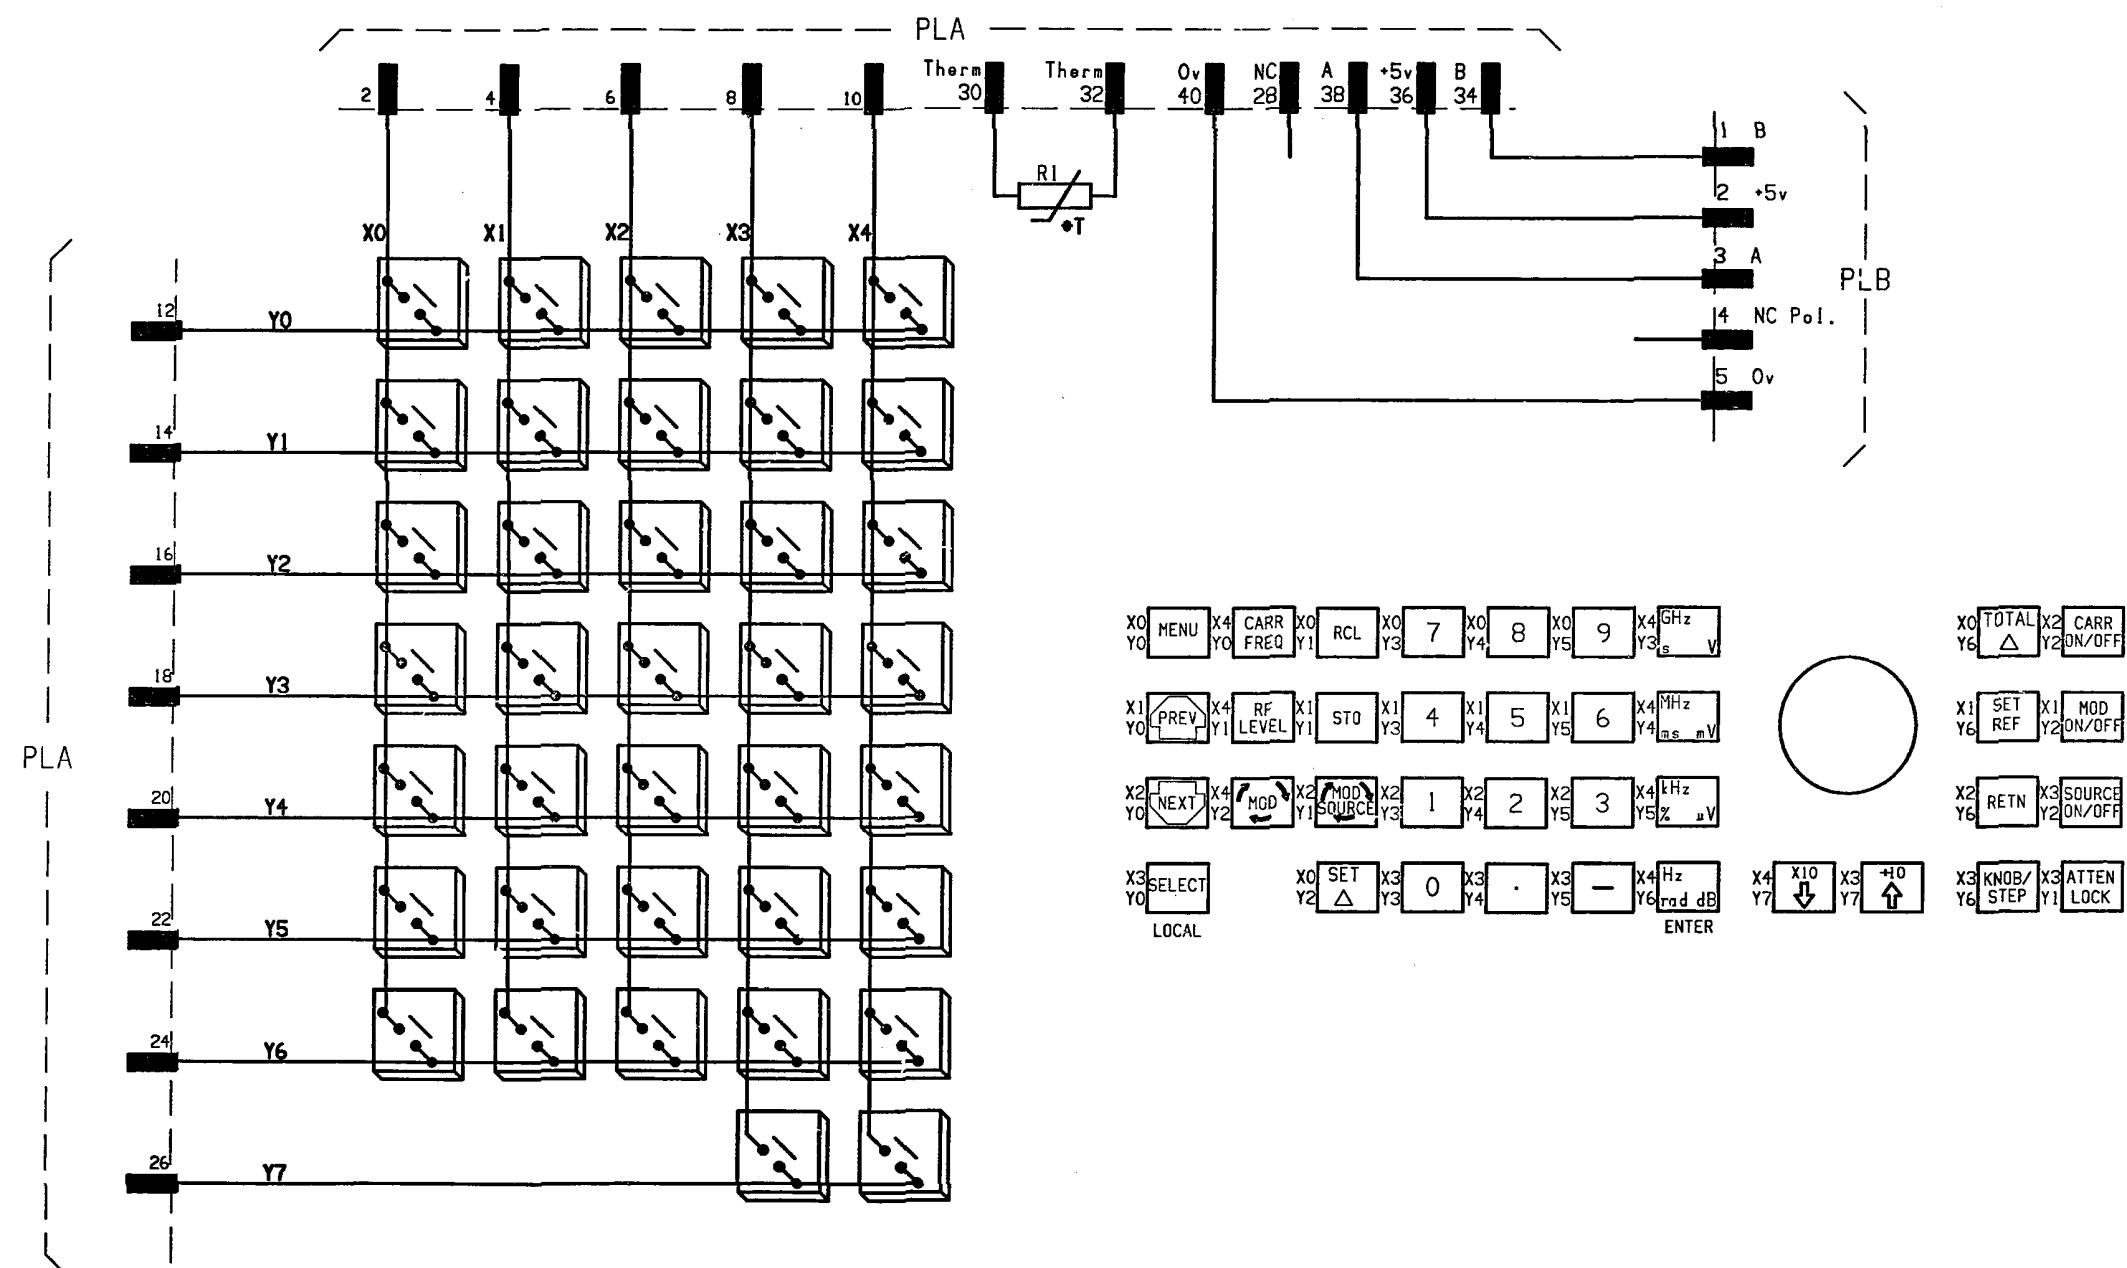 PLA
2
4
6
8
10
Therm 30
Therm 32
0v 40
NC 28
A 38
+5v 36
B 34
1 B
2 +5v
3 A
PLB
4 NC Pol.
5 0v
R1
•T
X0 X1 X2 X3 X4
12 Y0
14 Y1
16 Y2
18 Y3
PLA
20 Y4
22 Y5
24 Y6
26 Y7
X0 Y0 MENU
X4 Y0 CARR FREQ
X0 Y1 RCL
X0 Y3 7
X0 Y4 8
X0 Y5 9
X4 Y3 GHz s V
X0 Y6 TOTAL △
X2 Y2 CARR ON/OFF
X1 Y0 PREV
X4 Y1 RF LEVEL
X1 Y1 STO
X1 Y3 4
X1 Y4 5
X1 Y5 6
X4 Y4 MHz ms mV
X1 Y6 SET REF
X1 Y2 MOD ON/OFF
X2 Y0 NEXT
X4 Y2 MOD
X2 Y1 MOD SOURCE
X2 Y3 1
X2 Y4 2
X2 Y5 3
X4 Y5 kHz % µV
X2 Y6 RETN
X3 Y2 SOURCE ON/OFF
X3 Y0 SELECT
LOCAL
X0 Y2 SET △
X3 Y3 0
X3 Y4 .
X3 Y5 —
X4 Y6 Hz rad dB
ENTER
X4 Y7 X10
X3 Y7 ÷10
X3 Y6 KNOB/ STEP
X3 Y1 ATTEN LOCK